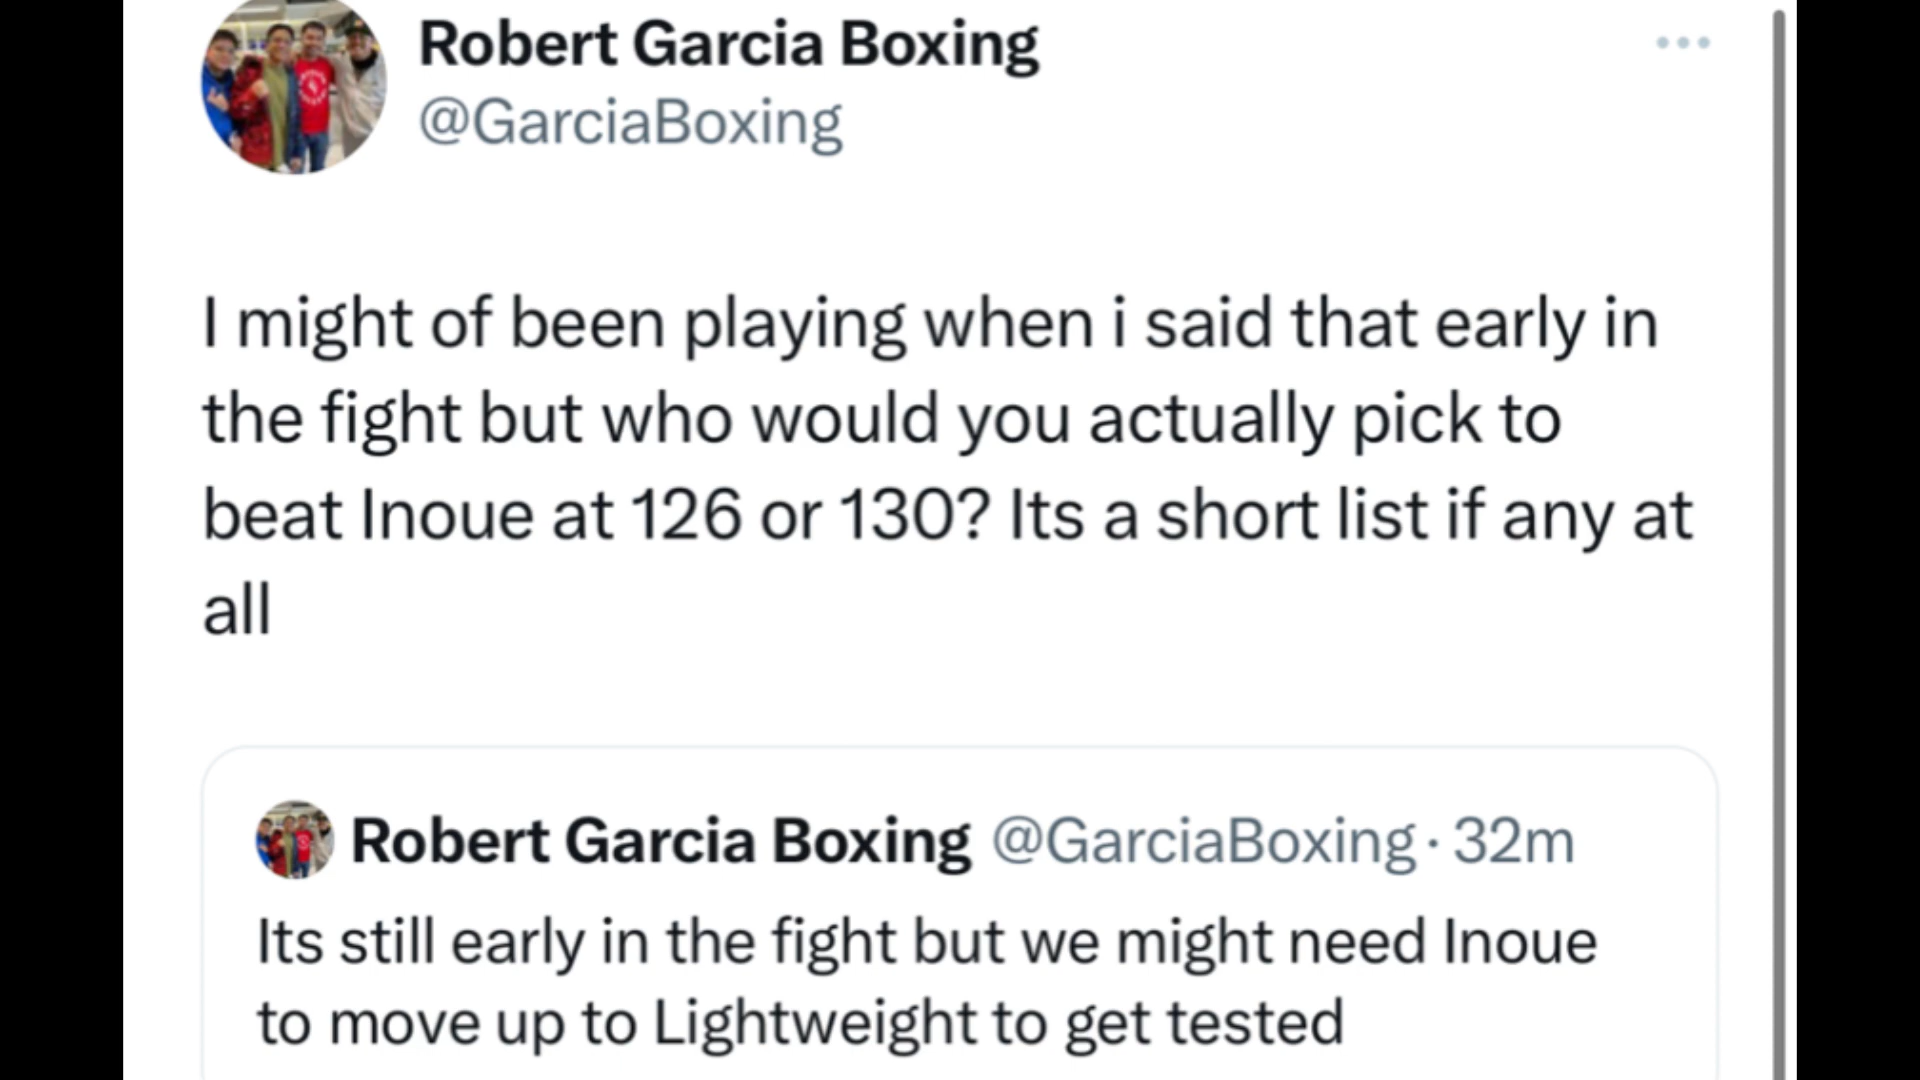 Robert Garcia Boxing
@GarciaBoxing
I might of been playing when i said that early in
the fight but who would you actually pick to
beat Inoue at 126 or 130? Its a short list if any at
all
Robert Garcia Boxing @GarciaBoxing · 32m
Its still early in the fight but we might need Inoue
to move up to Lightweight to get tested